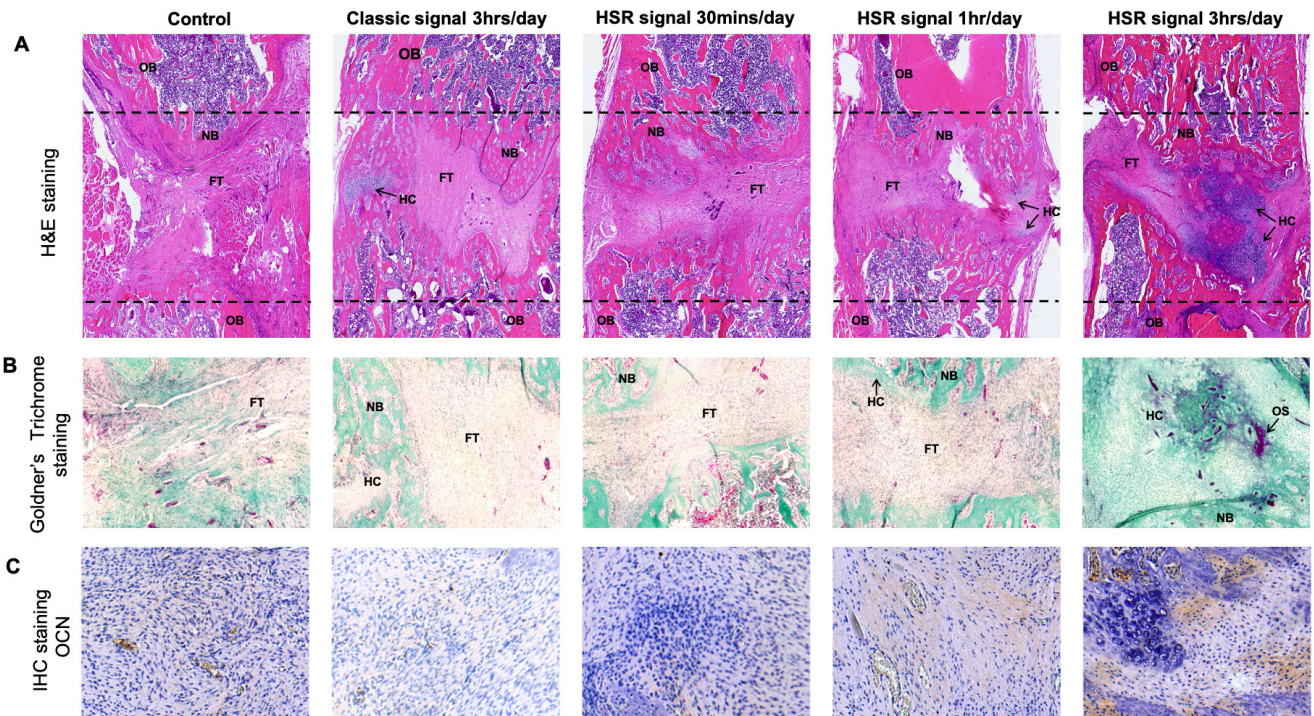 Control Classic signal 3hrs/day HSR signal 30mins/day HSR signal 1hr/day HSR signal 3hrs/day
A
H&E staining
OB OB OB OB OB
NB NB NB NB NB
FT FT FT FT FT
HC HC HC
OB OB OB OB OB
B
Goldner's Trichrome
staining
FT NB HC FT NB FT HC NB FT HC OS NB
C
IHC staining
OCN